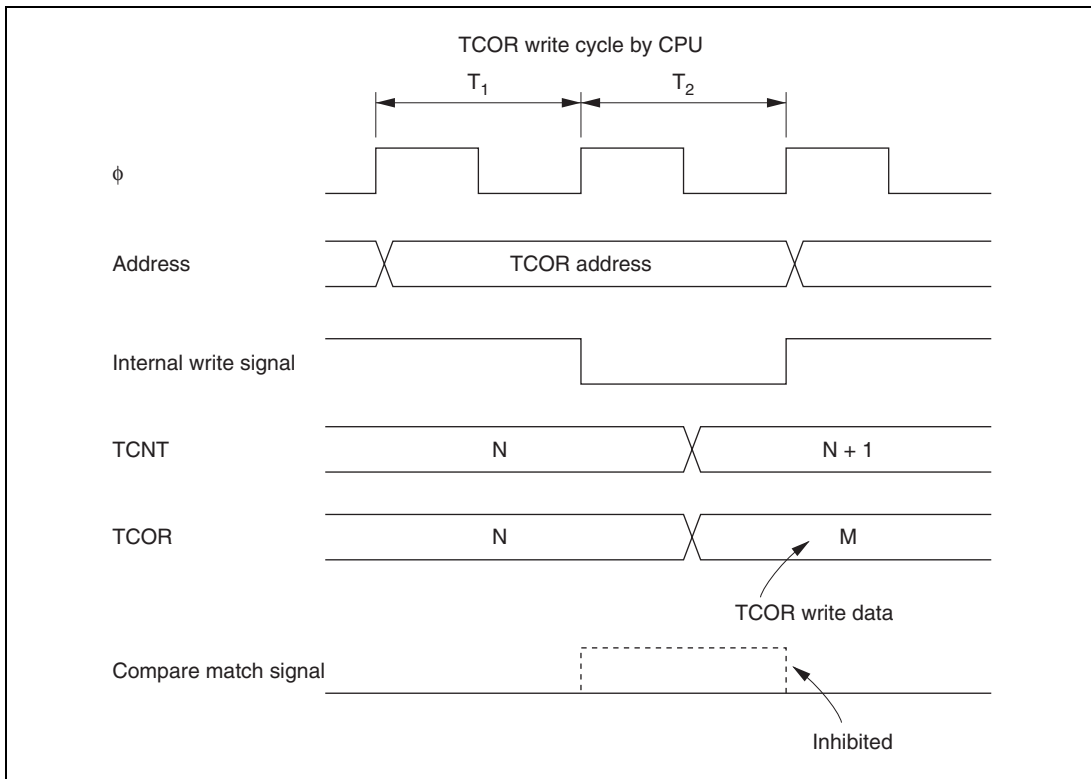 TCOR write cycle by CPU
T1 T2
ϕ
Address TCOR address
Internal write signal
TCNT N N + 1
TCOR N M
TCOR write data
Compare match signal
Inhibited